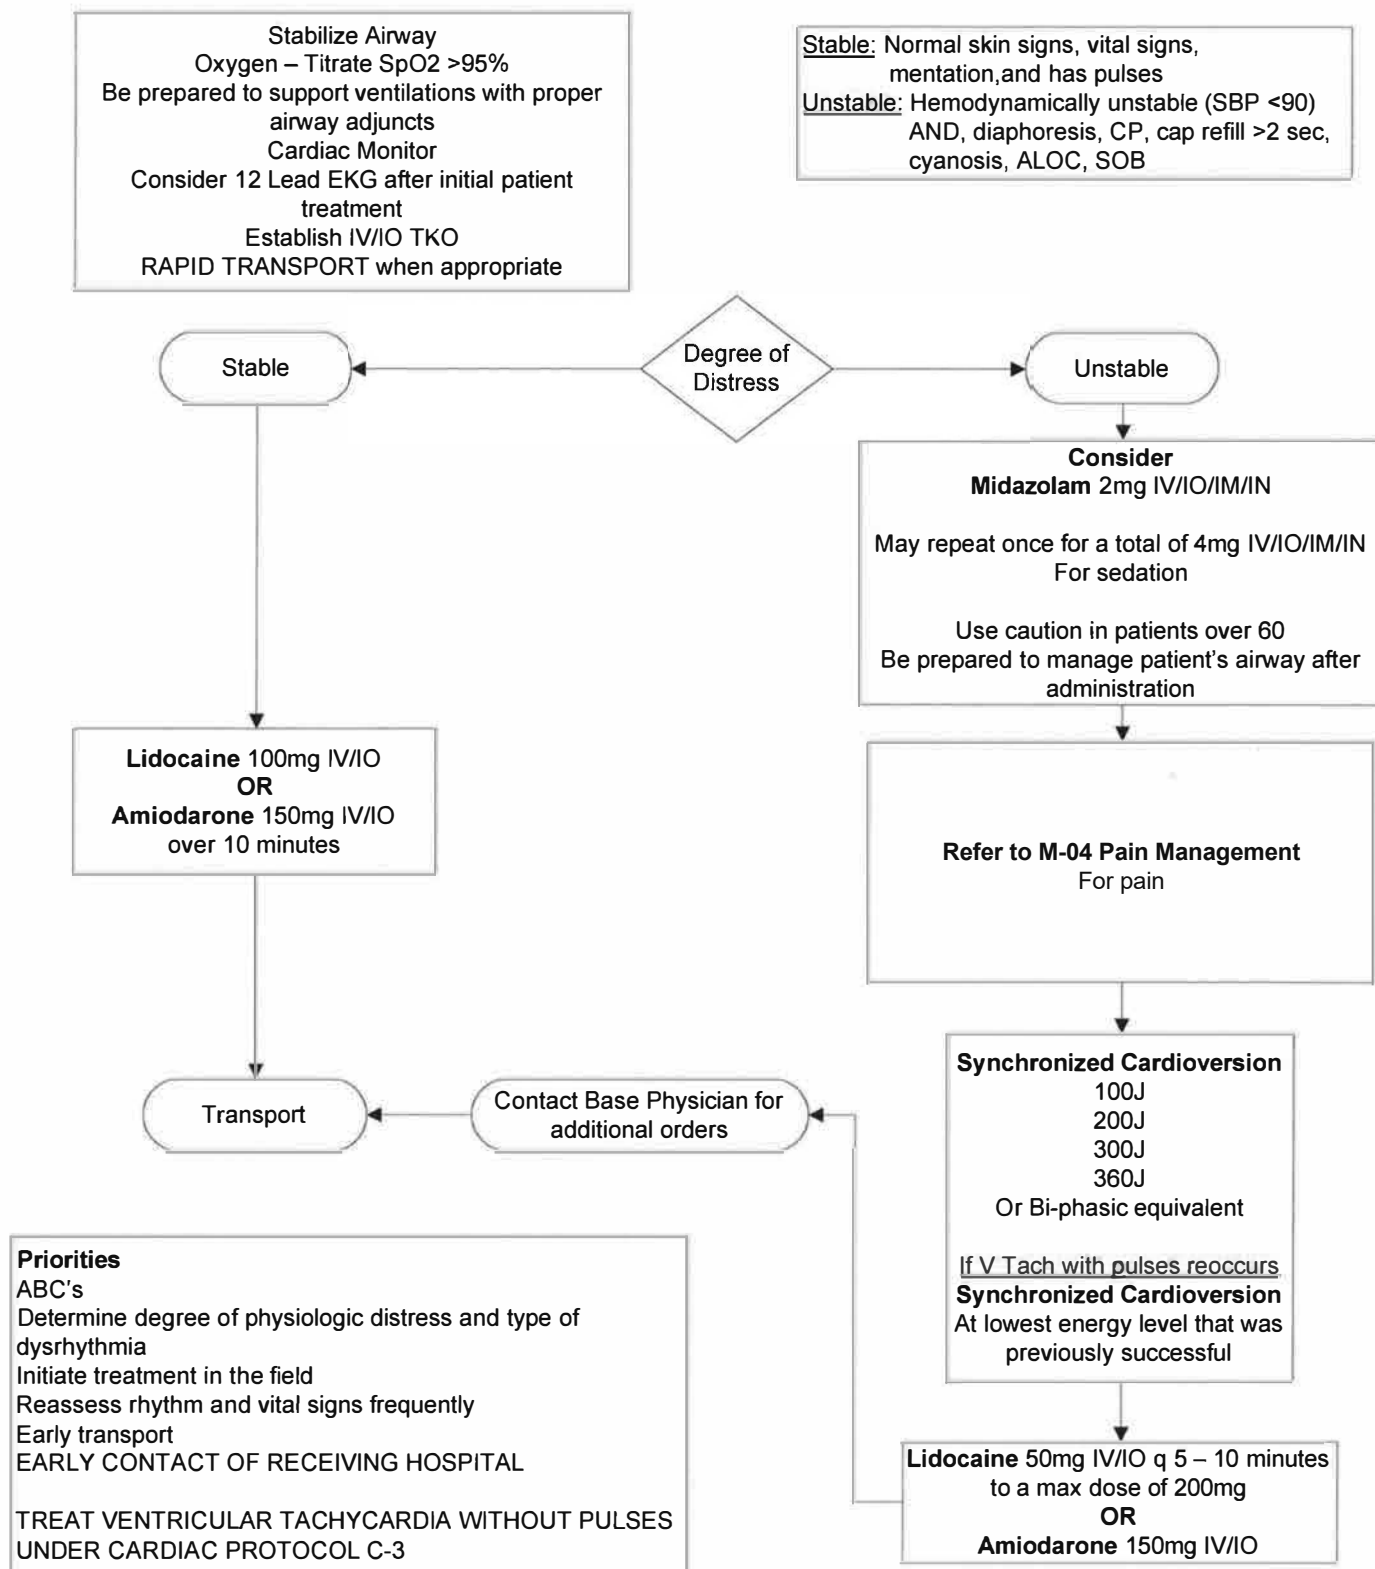 Stabilize Airway
Oxygen – Titrate SpO2 >95%
Be prepared to support ventilations with proper
airway adjuncts
Cardiac Monitor
Consider 12 Lead EKG after initial patient
treatment
Establish IV/IO TKO
RAPID TRANSPORT when appropriate
Stable: Normal skin signs, vital signs,
mentation,and has pulses
Unstable: Hemodynamically unstable (SBP <90)
AND, diaphoresis, CP, cap refill >2 sec,
cyanosis, ALOC, SOB
Stable
Degree of
Distress
Unstable
Consider
Midazolam 2mg IV/IO/IM/IN
May repeat once for a total of 4mg IV/IO/IM/IN
For sedation
Use caution in patients over 60
Be prepared to manage patient's airway after
administration
Lidocaine 100mg IV/IO
OR
Amiodarone 150mg IV/IO
over 10 minutes
Refer to M-04 Pain Management
For pain
Synchronized Cardioversion
100J
200J
300J
360J
Or Bi-phasic equivalent
If V Tach with pulses reoccurs
Synchronized Cardioversion
At lowest energy level that was
previously successful
Transport
Contact Base Physician for
additional orders
Lidocaine 50mg IV/IO q 5 – 10 minutes
to a max dose of 200mg
OR
Amiodarone 150mg IV/IO
Priorities
ABC's
Determine degree of physiologic distress and type of
dysrhythmia
Initiate treatment in the field
Reassess rhythm and vital signs frequently
Early transport
EARLY CONTACT OF RECEIVING HOSPITAL
TREAT VENTRICULAR TACHYCARDIA WITHOUT PULSES
UNDER CARDIAC PROTOCOL C-3